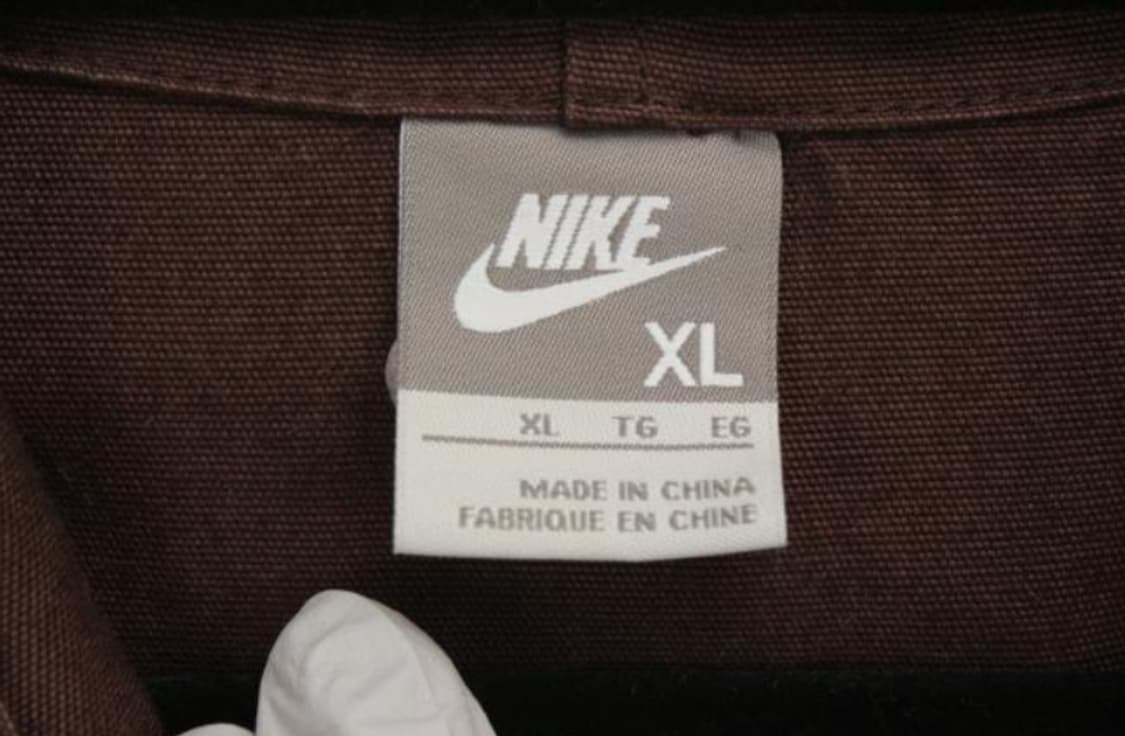 NIKE
XL
XL TG EG
MADE IN CHINA
FABRIQUE EN CHINE